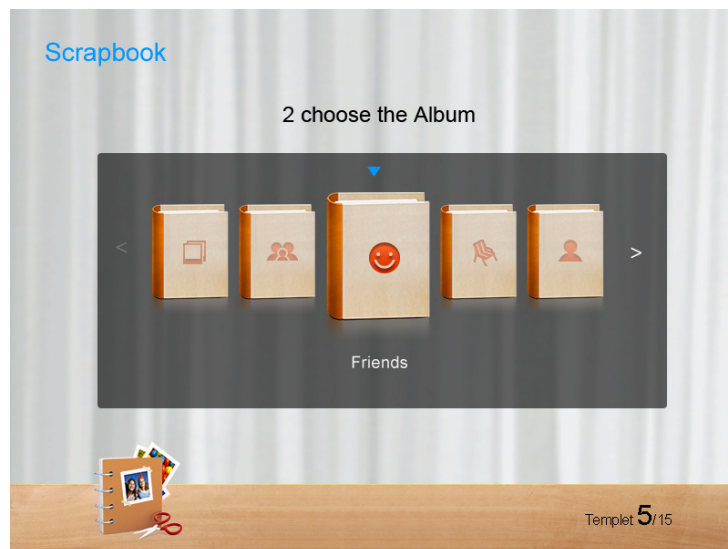 Scrapbook
2 choose the Album
< >
Friends
Templet 5/15